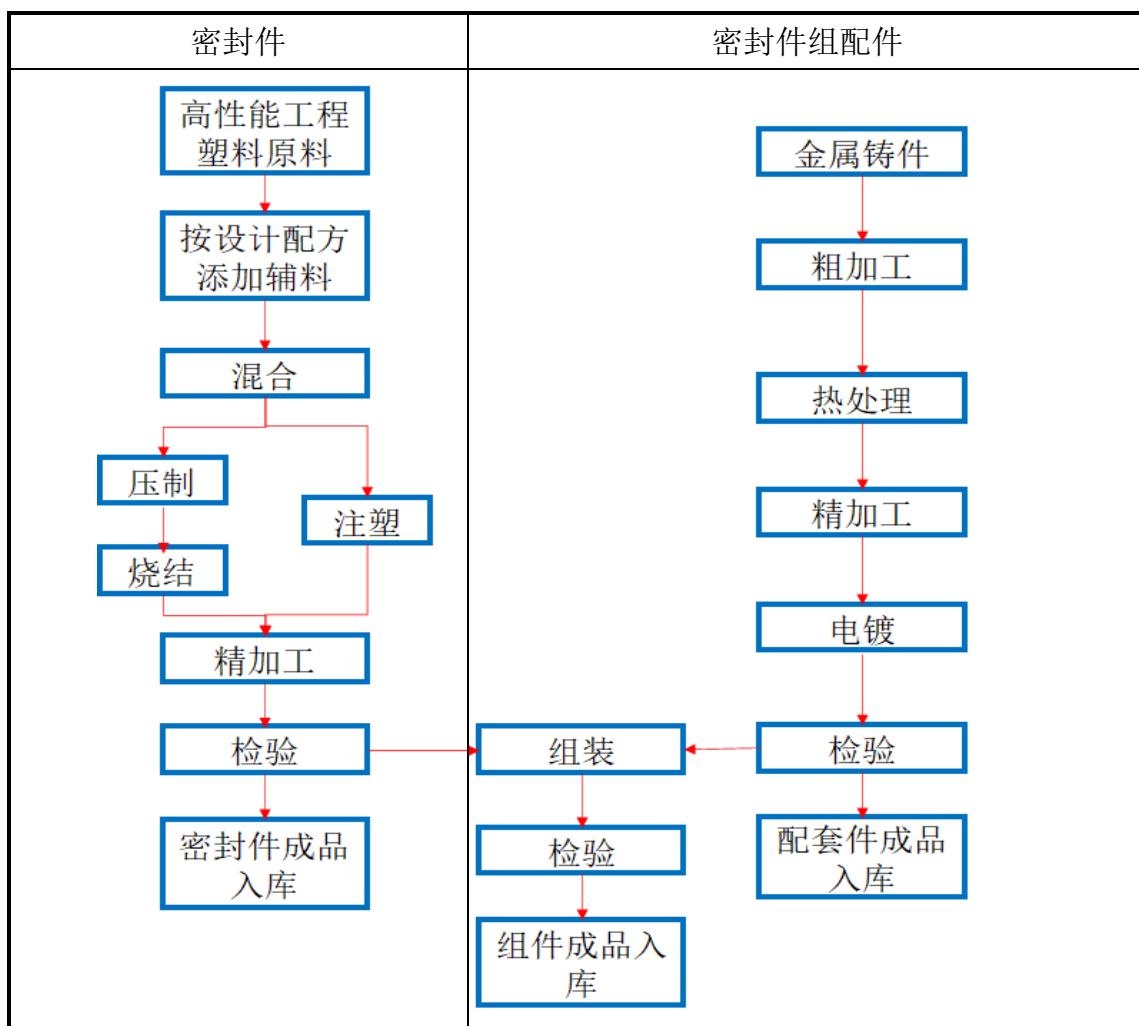 密封件
密封件组配件
高性能工程
塑料原料
按设计配方
添加辅料
混合
压制
注塑
烧结
精加工
检验
密封件成品
入库
金属铸件
粗加工
热处理
精加工
电镀
检验
配套件成品
入库
组装
检验
组件成品入
库